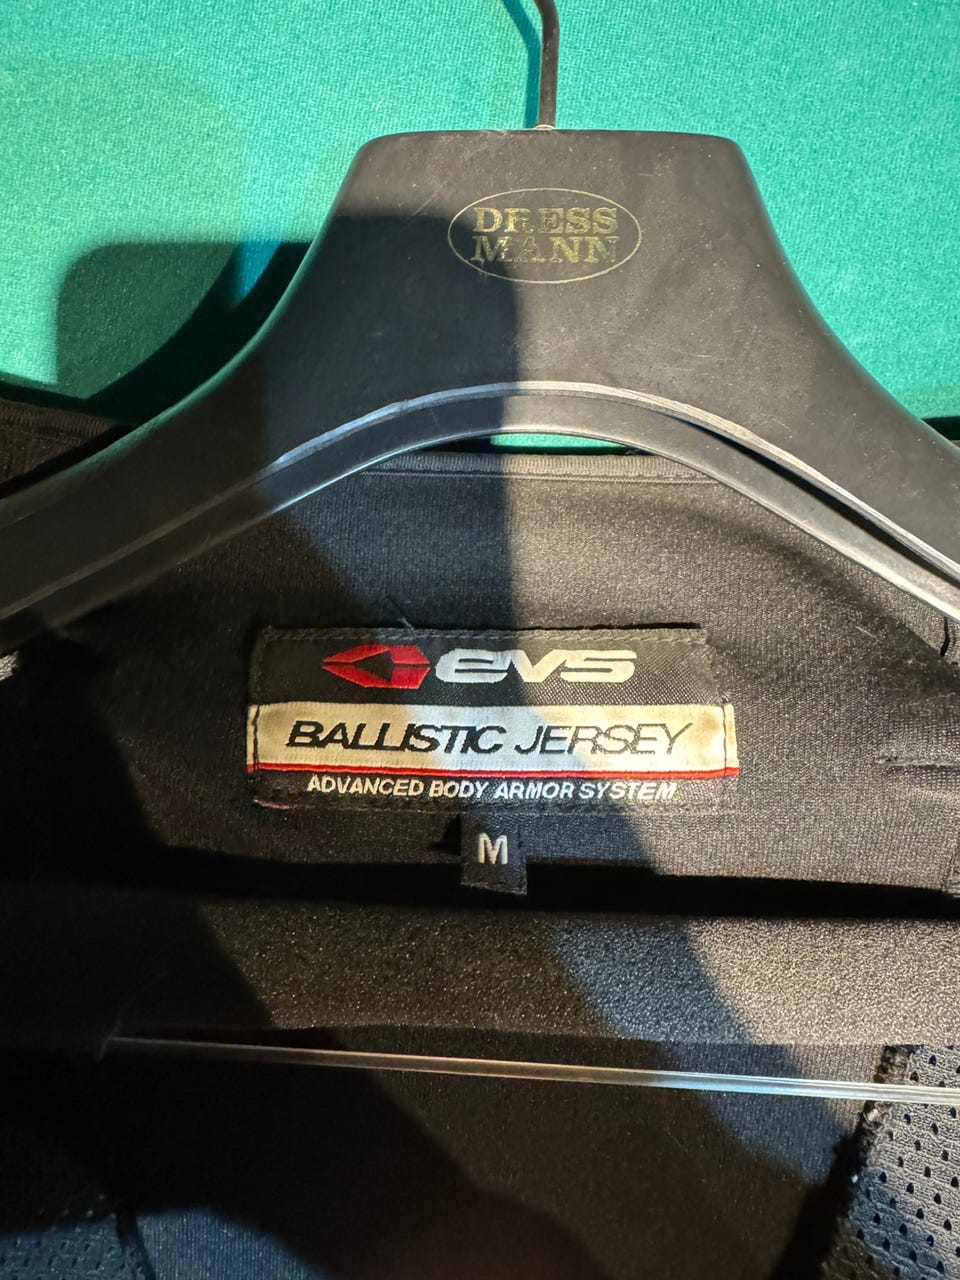 DRESS
MANN
evs
BALLISTIC JERSEY
ADVANCED BODY ARMOR SYSTEM
M